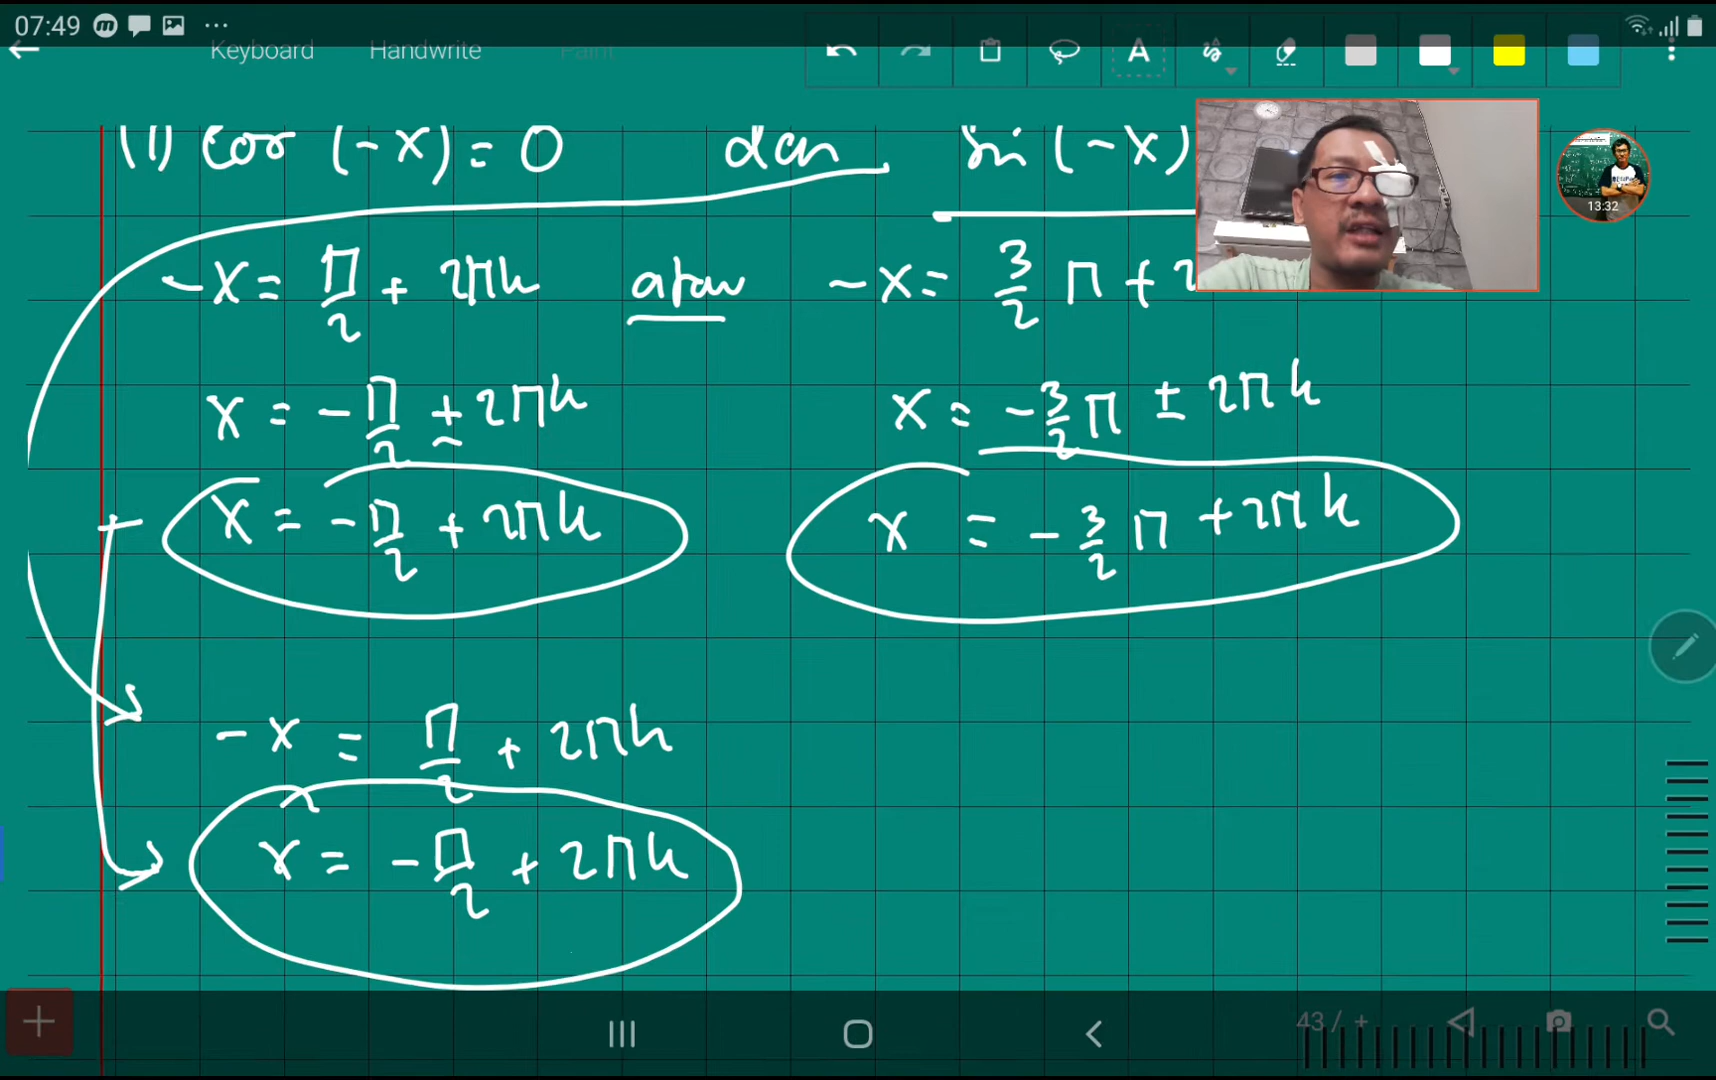 07:49 ...
Keyboard Handwrite Paint
A
(1) cos (-x) = 0 dan sin (-x)
13:32
-x = π/2 + 2πk atau -x = 3/2 π + 2
x = -π/2 ± 2πk x = -3/2 π ± 2πk
x = -π/2 + 2πk x = -3/2 π + 2πk
-x = π/2 + 2πk
x = -π/2 + 2πk
43 / +